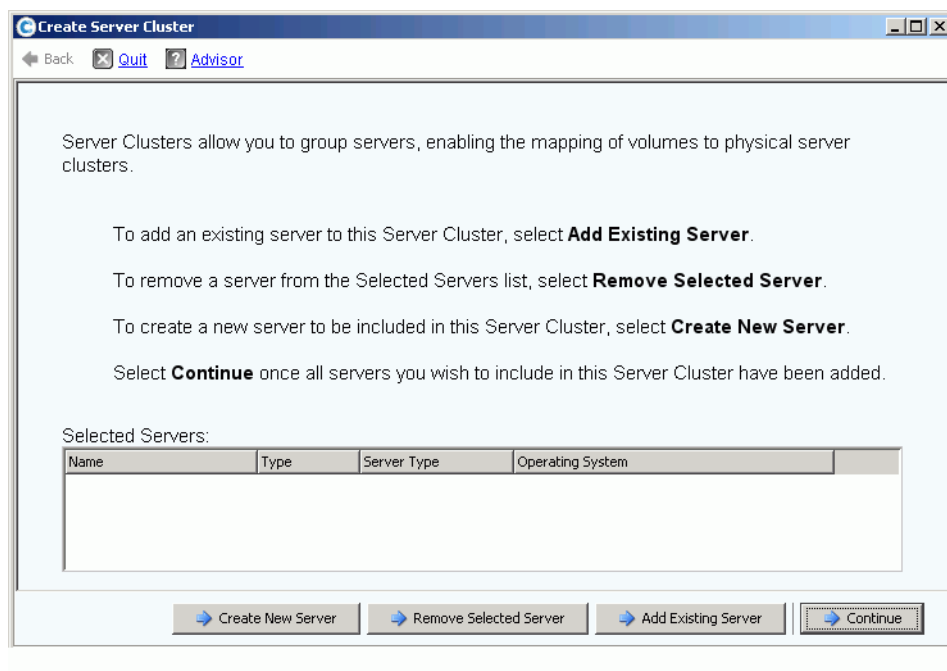 Create Server Cluster
Back Quit Advisor
Server Clusters allow you to group servers, enabling the mapping of volumes to physical server
clusters.
To add an existing server to this Server Cluster, select Add Existing Server.
To remove a server from the Selected Servers list, select Remove Selected Server.
To create a new server to be included in this Server Cluster, select Create New Server.
Select Continue once all servers you wish to include in this Server Cluster have been added.
Selected Servers:
Name Type Server Type Operating System
Create New Server Remove Selected Server Add Existing Server Continue